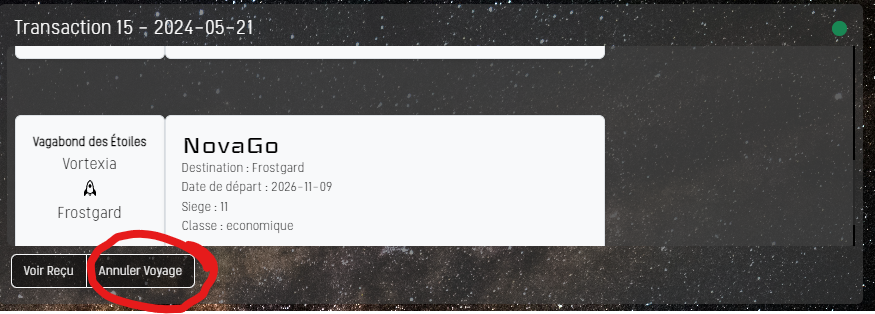 Transaction 15 - 2024-05-21
Vagabond des Étoiles
Vortexia
Frostgard
NovaGo
Destination : Frostgard
Date de départ : 2026-11-09
Siege : 11
Classe : economique
Voir Reçu
Annuler Voyage